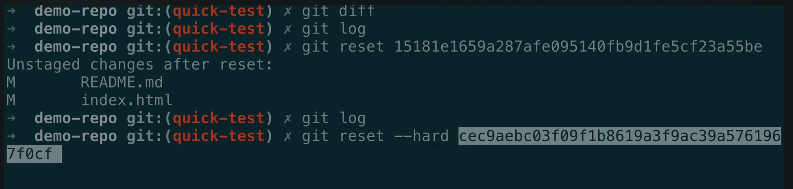 → demo-repo git:(quick-test) ✗ git diff
→ demo-repo git:(quick-test) ✗ git log
→ demo-repo git:(quick-test) ✗ git reset 15181e1659a287afe095140fb9d1fe5cf23a55be
Unstaged changes after reset:
M README.md
M index.html
→ demo-repo git:(quick-test) ✗ git log
→ demo-repo git:(quick-test) ✗ git reset --hard cec9aebc03f09f1b8619a3f9ac39a576196
7f0cf